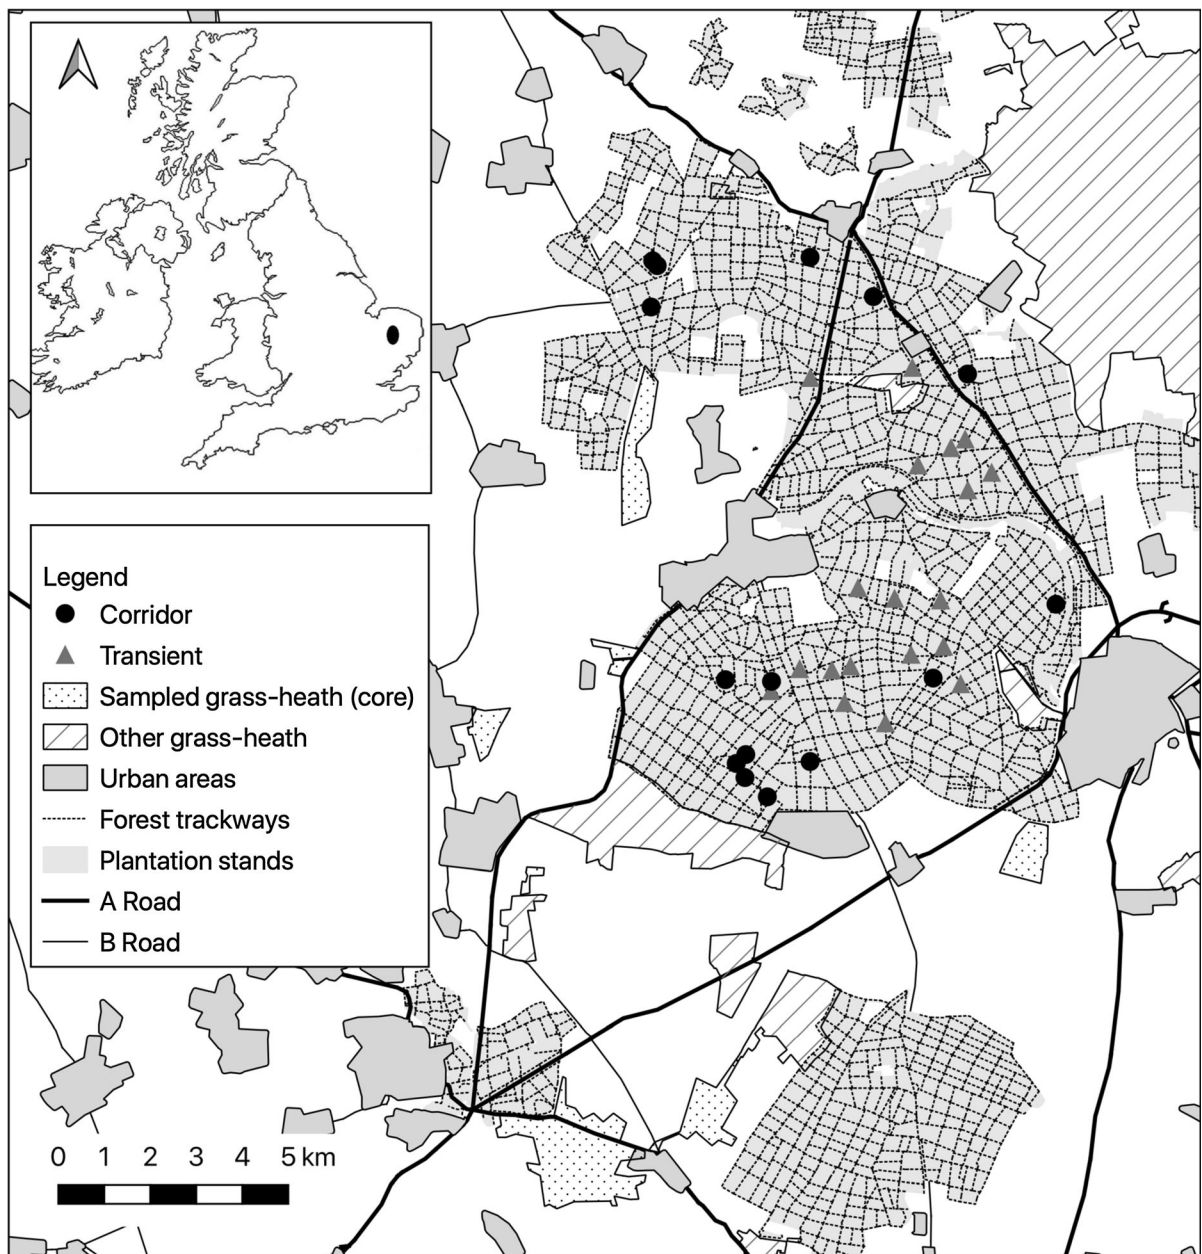 Legend
Corridor
Transient
Sampled grass-heath (core)
Other grass-heath
Urban areas
Forest trackways
Plantation stands
A Road
B Road
0 1 2 3 4 5 km